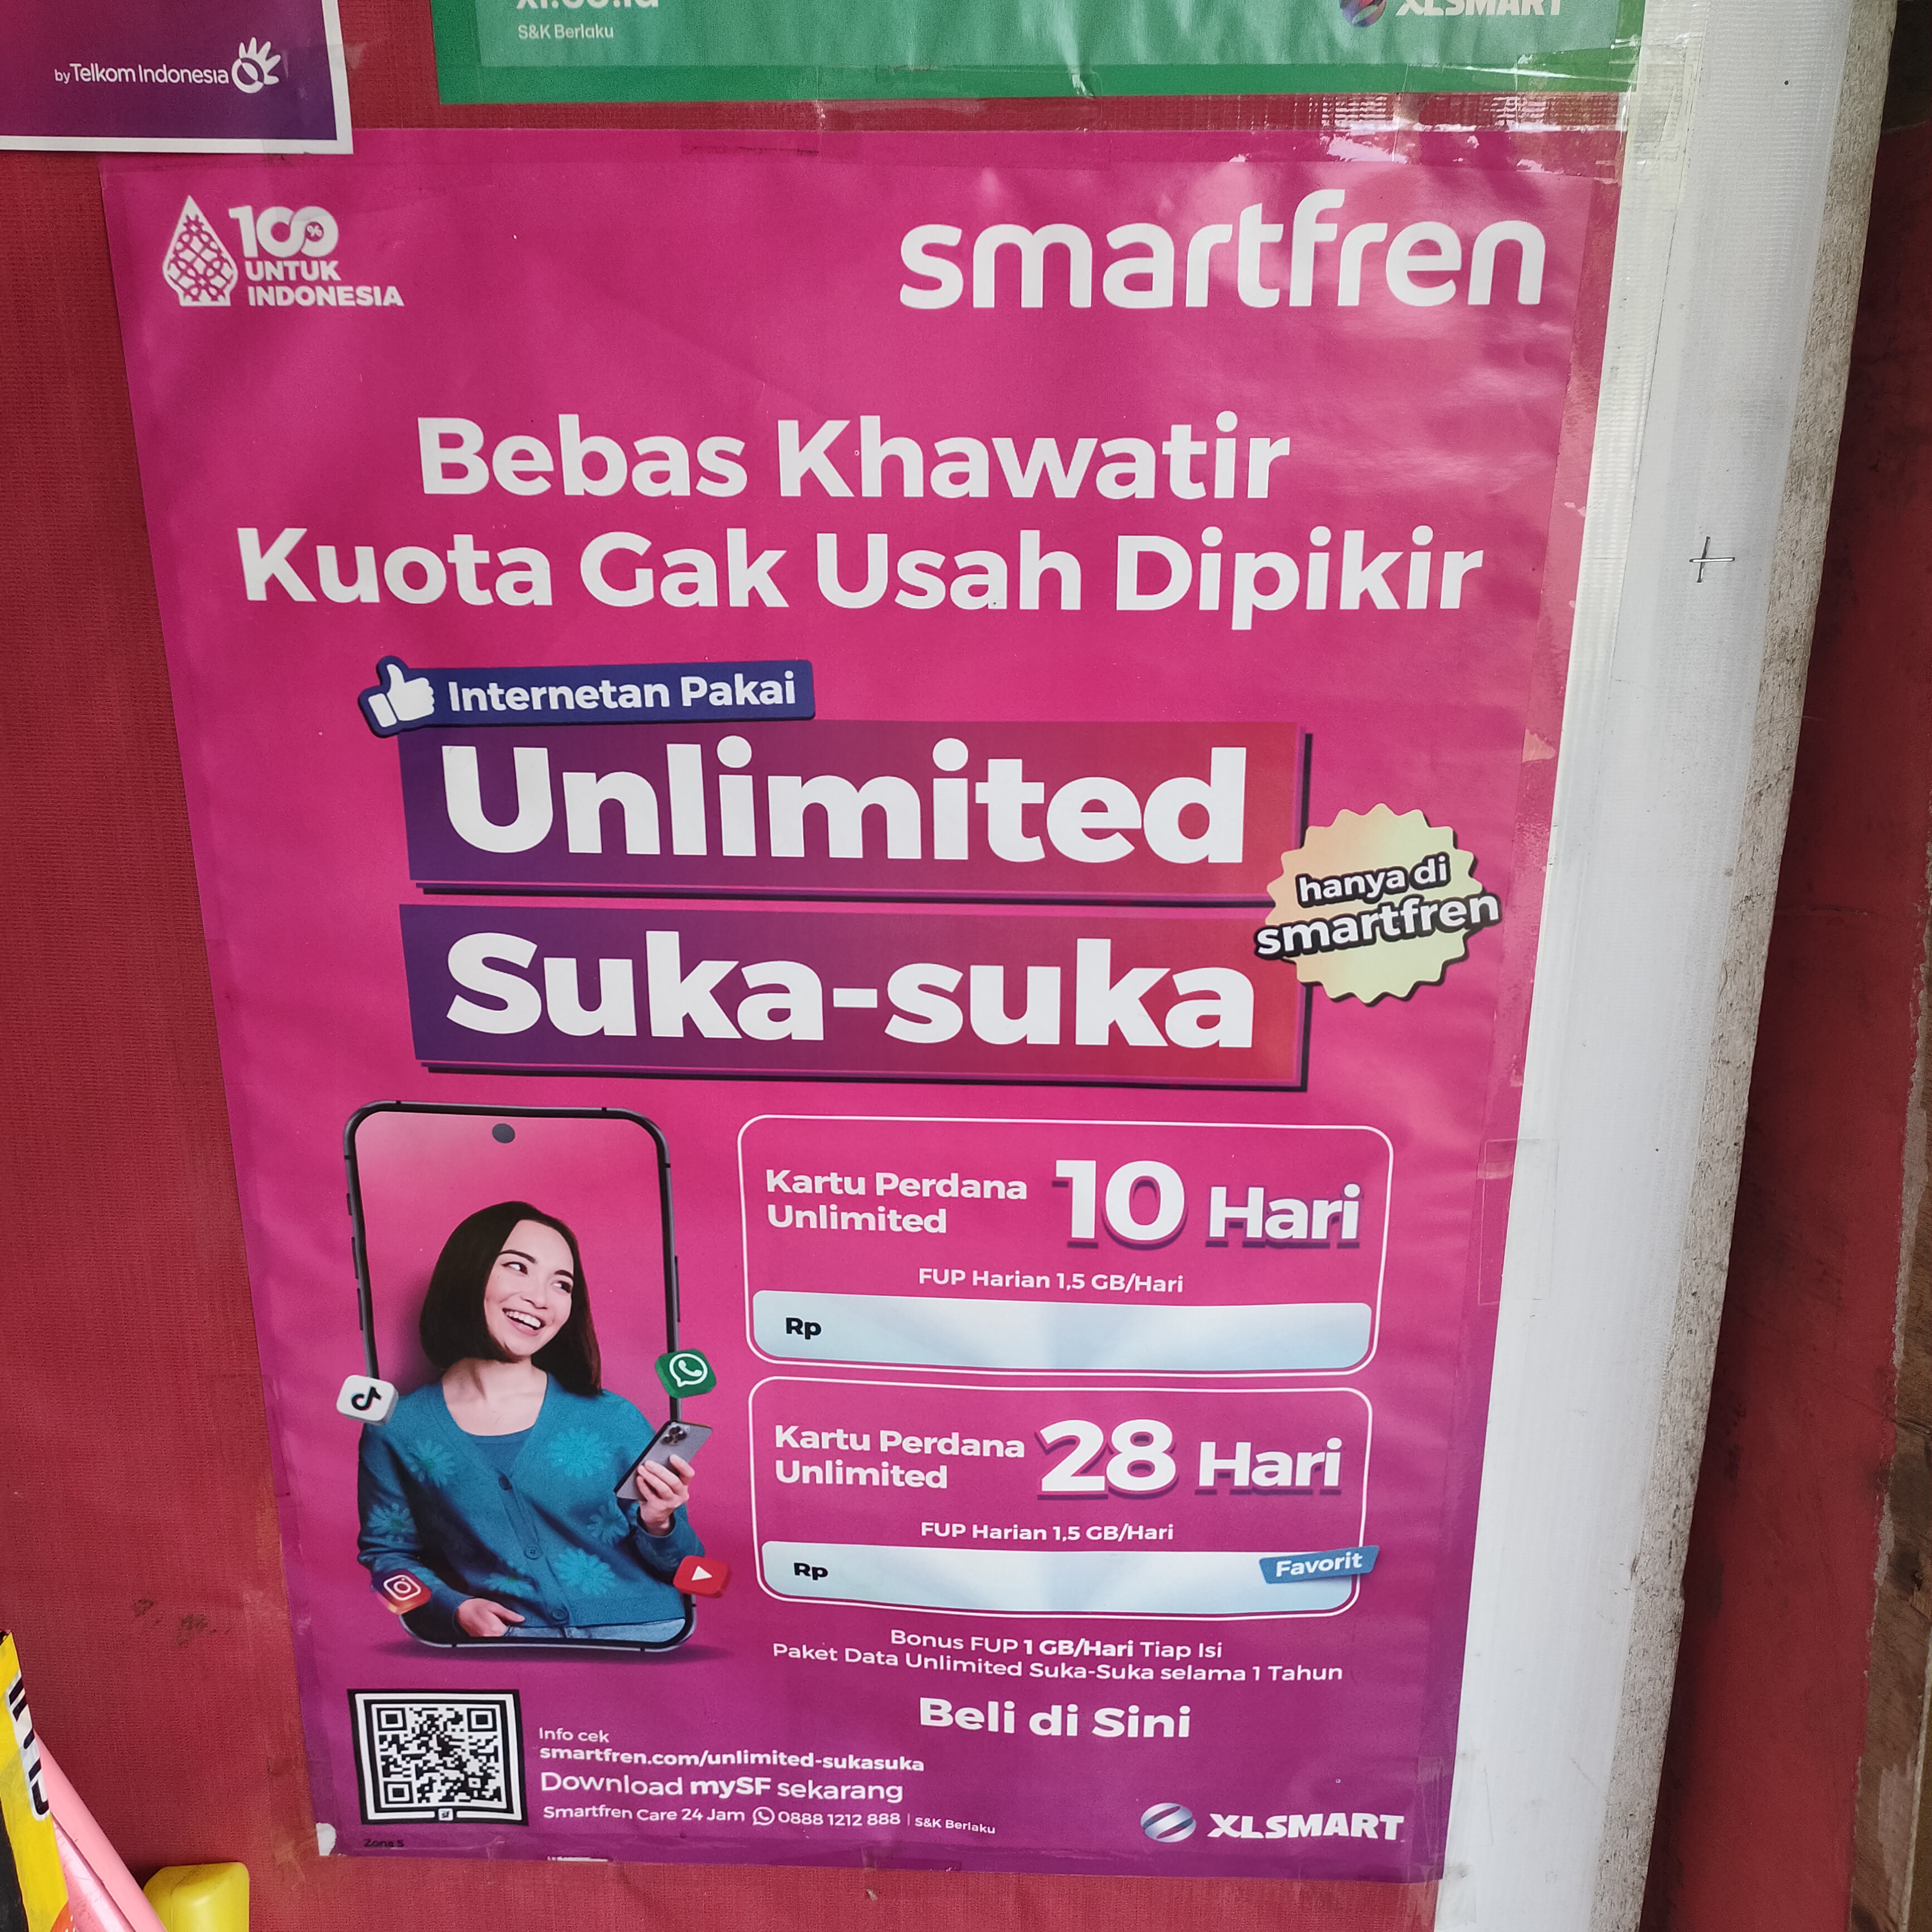 by Telkom Indonesia
S&K Berlaku
XLSMART
100%
UNTUK
INDONESIA
smartfren
Bebas Khawatir
Kuota Gak Usah Dipikir
Internetan Pakai
Unlimited
Suka-suka
hanya di
smartfren
Kartu Perdana
Unlimited
10 Hari
FUP Harian 1,5 GB/Hari
Rp
Kartu Perdana
Unlimited
28 Hari
FUP Harian 1,5 GB/Hari
Rp
Favorit
Bonus FUP 1 GB/Hari Tiap Isi
Paket Data Unlimited Suka-Suka selama 1 Tahun
Beli di Sini
Info cek
smartfren.com/unlimited-sukasuka
Download mySF sekarang
Smartfren Care 24 Jam 0888 1212 888 | S&K Berlaku
XLSMART
Zona 5